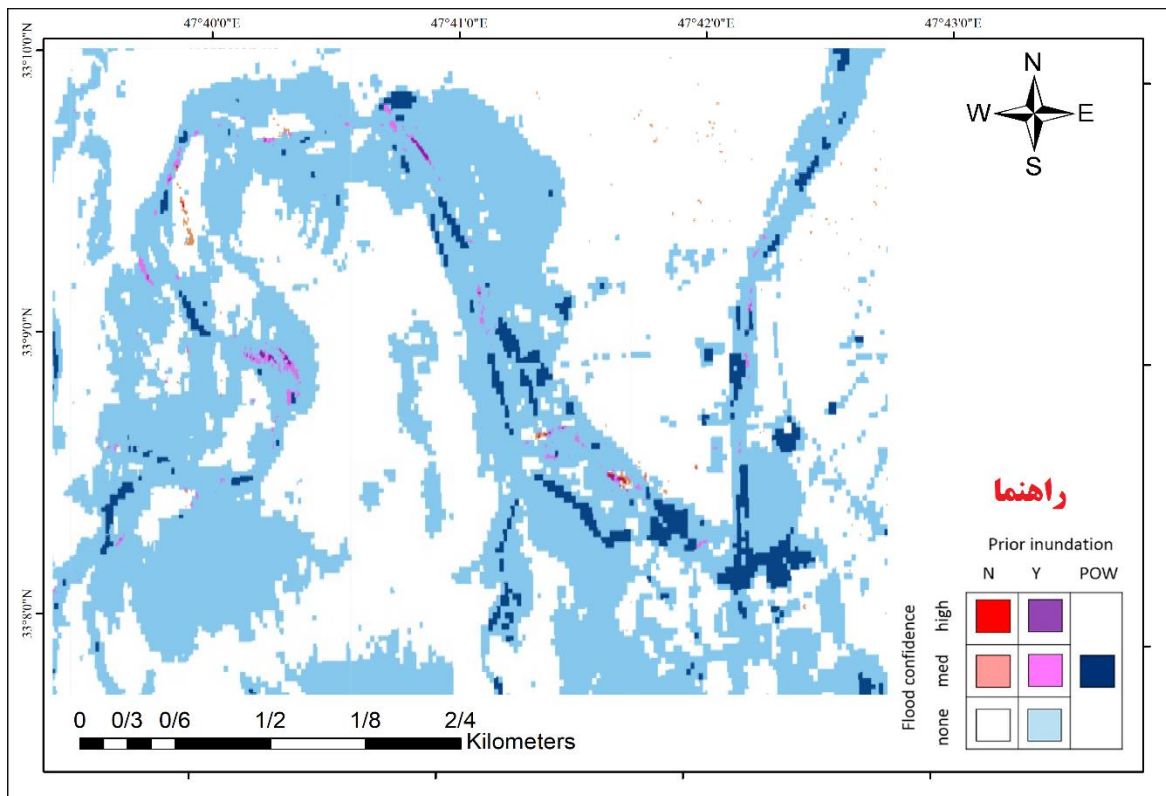 47°40'0"E 47°41'0"E 47°42'0"E 47°43'0"E
33°10'0"N
33°9'0"N
33°8'0"N
N
W E
S
راهنما
Prior inundation
N Y POW
Flood confidence
high
med
none
0 0/3 0/6 1/2 1/8 2/4
Kilometers